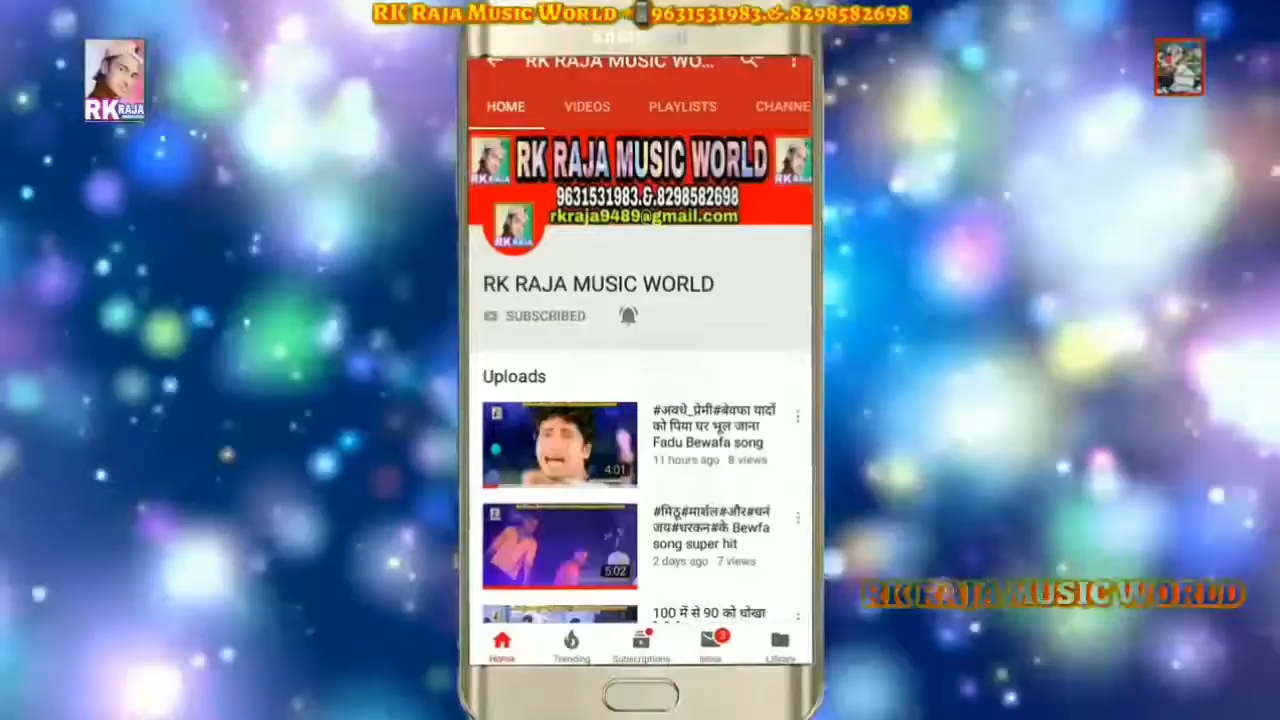 RK RAJA MUSIC WORLD - 9631531983.&.8298582698
SAMSUNG
RK RAJA MUSIC WO...
RK RAJA
HOME VIDEOS PLAYLISTS CHANNE
RK RAJA MUSIC WORLD
9631531983.&.8298582698
rkraja9489@gmail.com
RK RAJA MUSIC WORLD
SUBSCRIBED
Uploads
#अवधे_प्रेमी#बेवफा यादों
को पिया घर भूल जाना
Fadu Bewafa song
11 hours ago 8 views
4:01
#मिठू#मार्शल#और#धनं
जय#धरकन#के Bewfa
song super hit
2 days ago 7 views
5:02
RK RAJA MUSIC WORLD
100 में से 90 को धोखा
3
Home Trending Subscriptions Inbox Library